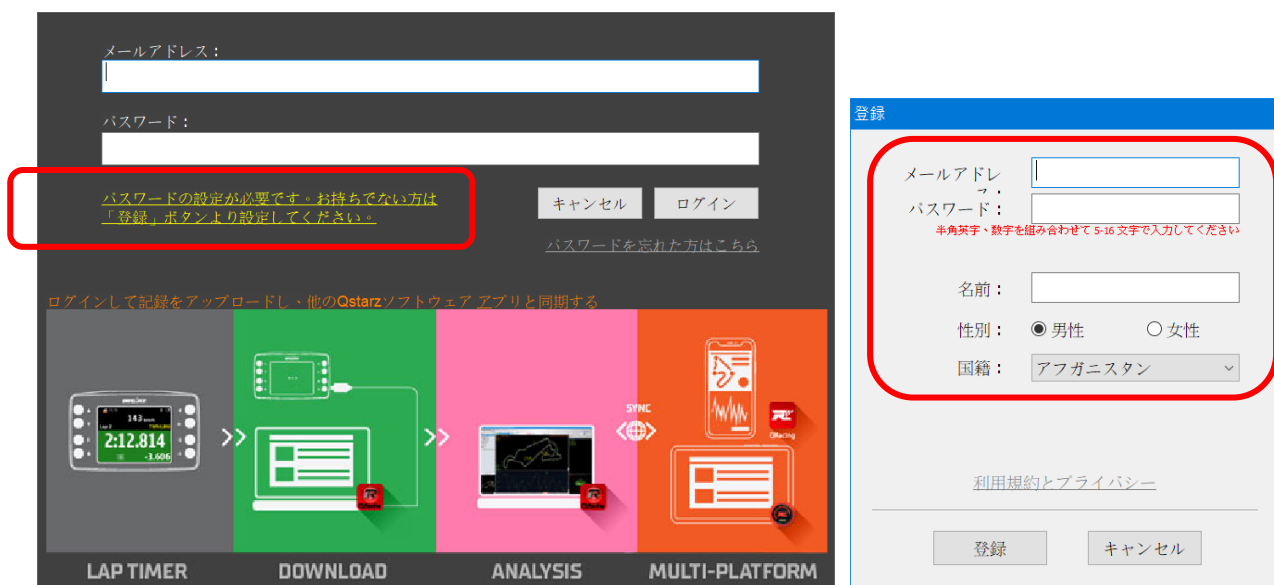 メールアドレス：
パスワード：
パスワードの設定が必要です。お持ちでない方は
「登録」ボタンより設定してください。
キャンセル
ログイン
パスワードを忘れた方はこちら
ログインして記録をアップロードし、他のQstarzソフトウェア アプリと同期する
143
2:12.814
-3.606
SYNC
QRacing
QRacing
QRacing
LAP TIMER
DOWNLOAD
ANALYSIS
MULTI-PLATFORM
登録
メールアドレ
パスワード：
半角英字、数字を組み合わせて 5-16 文字で入力してください
名前：
性別：
男性
女性
国籍：
アフガニスタン
利用規約とプライバシー
登録
キャンセル